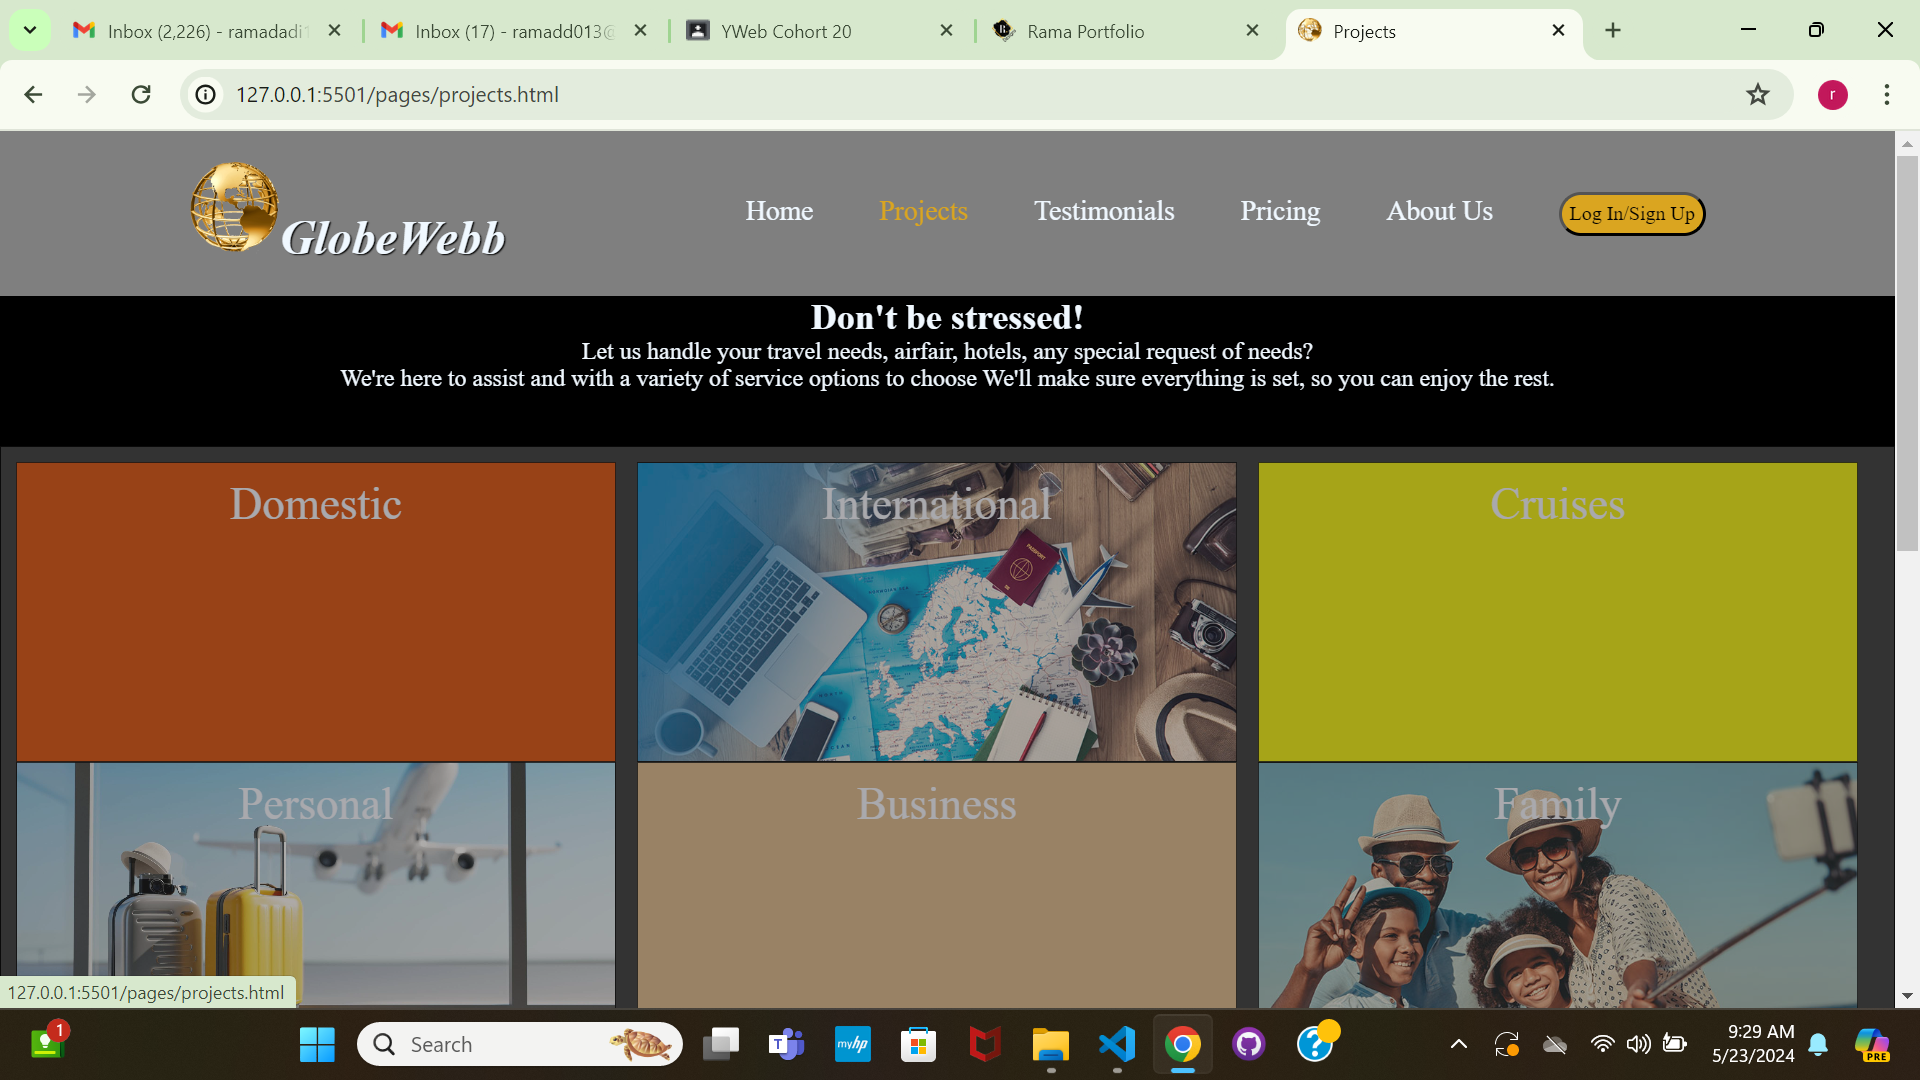 Inbox (2,226) - ramadadi
Inbox (17) - ramadd013@
YWeb Cohort 20
Rama Portfolio
Projects
127.0.0.1:5501/pages/projects.html
r
GlobeWebb
Home
Projects
Testimonials
Pricing
About Us
Log In/Sign Up
Don't be stressed!
Let us handle your travel needs, airfair, hotels, any special request of needs?
We're here to assist and with a variety of service options to choose We'll make sure everything is set, so you can enjoy the rest.
Domestic
International
Cruises
PASSPORT
Personal
Business
Family
127.0.0.1:5501/pages/projects.html
1
Search
T
myhp
?
9:29 AM
5/23/2024
PRE